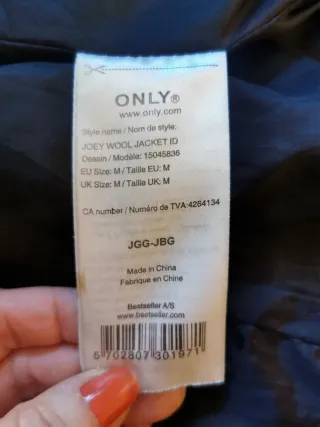 ONLY®
www.only.com
Style name / Nom de style:
JOEY WOOL JACKET ID
Dessin / Modèle: 15045836
EU Size: M / Taille EU: M
UK Size: M / Taille UK: M
CA number / Numéro de TVA:4264134
JGG-JBG
Made in China
Fabrique en Chine
Bestseller A/S
www.bestseller.com
5 702807 301971